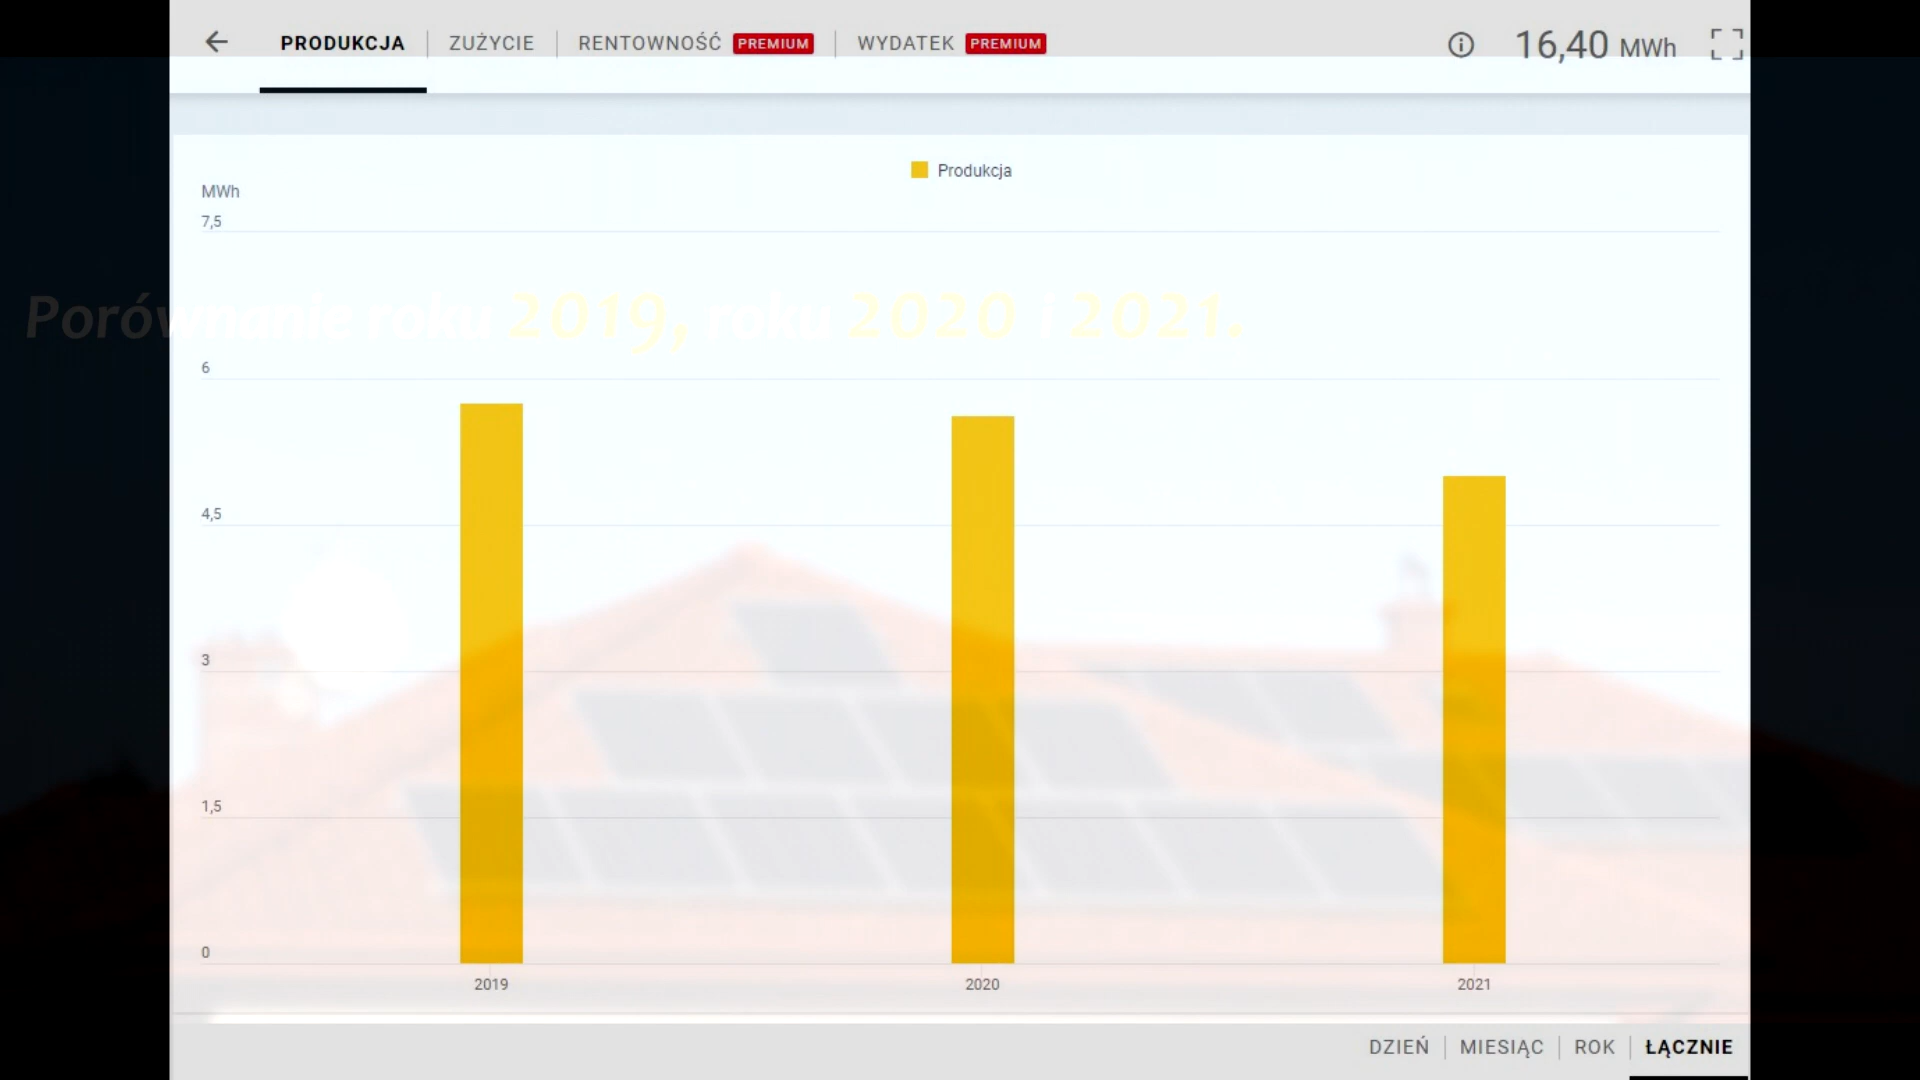 PRODUKCJA ZUŻYCIE RENTOWNOŚĆ PREMIUM WYDATEK PREMIUM 16,40 MWh
Produkcja
MWh
7,5
Porównanie roku 2019, roku 2020 i 2021.
6
4,5
3
1,5
0
2019 2020 2021
DZIEŃ MIESIĄC ROK ŁĄCZNIE